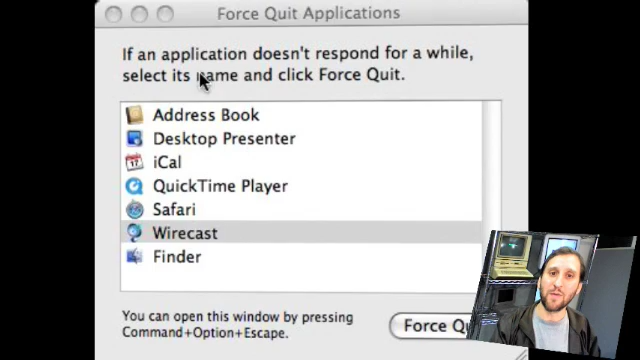 Force Quit Applications
If an application doesn't respond for a while,
select its name and click Force Quit.
Address Book
Desktop Presenter
iCal
QuickTime Player
Safari
Wirecast
Finder
You can open this window by pressing
Command+Option+Escape.
Force